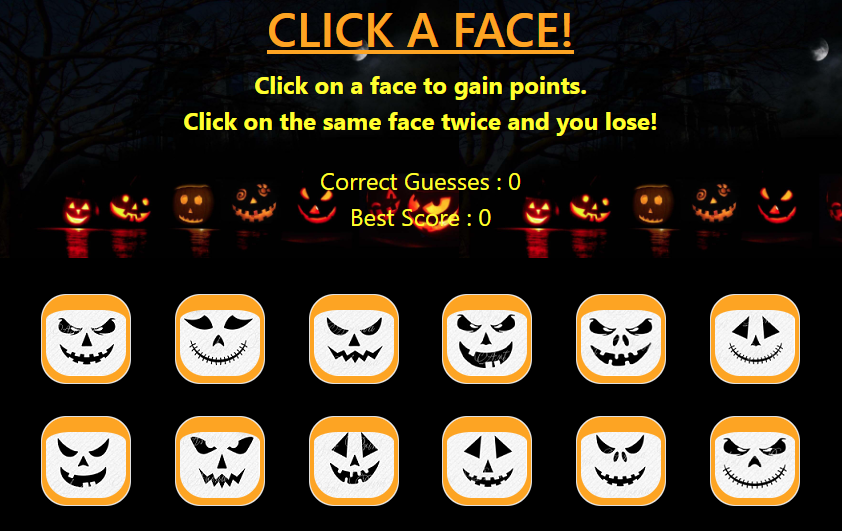 CLICK A FACE!
Click on a face to gain points.
Click on the same face twice and you lose!
Correct Guesses : 0
Best Score : 0